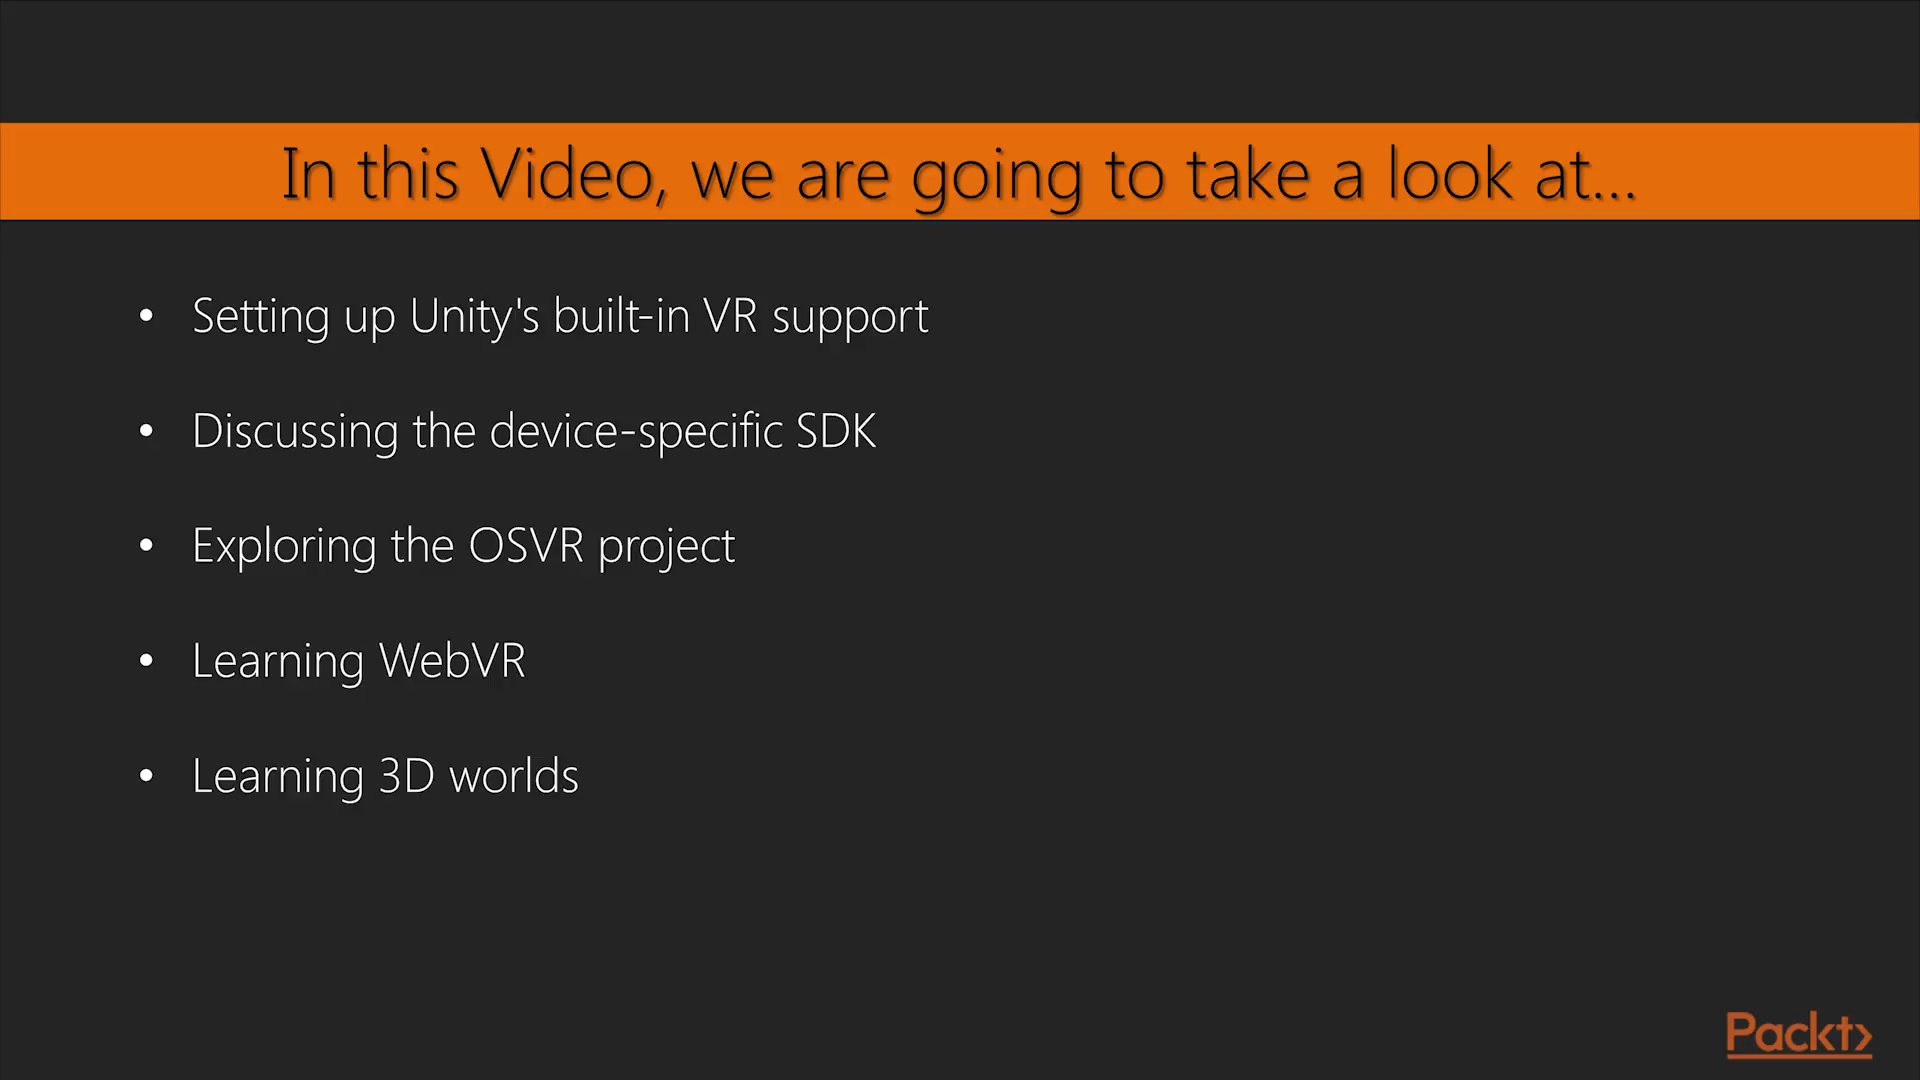 In this Video, we are going to take a look at...
• Setting up Unity's built-in VR support
• Discussing the device-specific SDK
• Exploring the OSVR project
• Learning WebVR
• Learning 3D worlds
Packt>